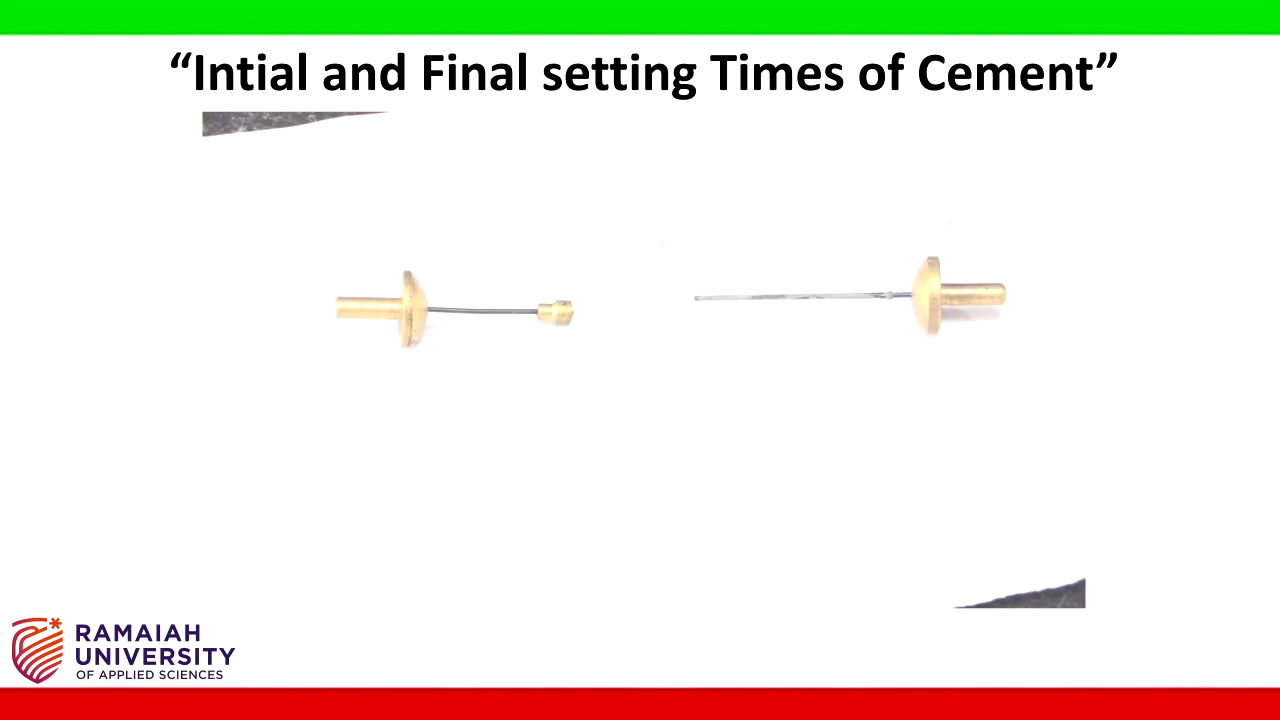 “Intial and Final setting Times of Cement”
RAMAIAH
UNIVERSITY
OF APPLIED SCIENCES